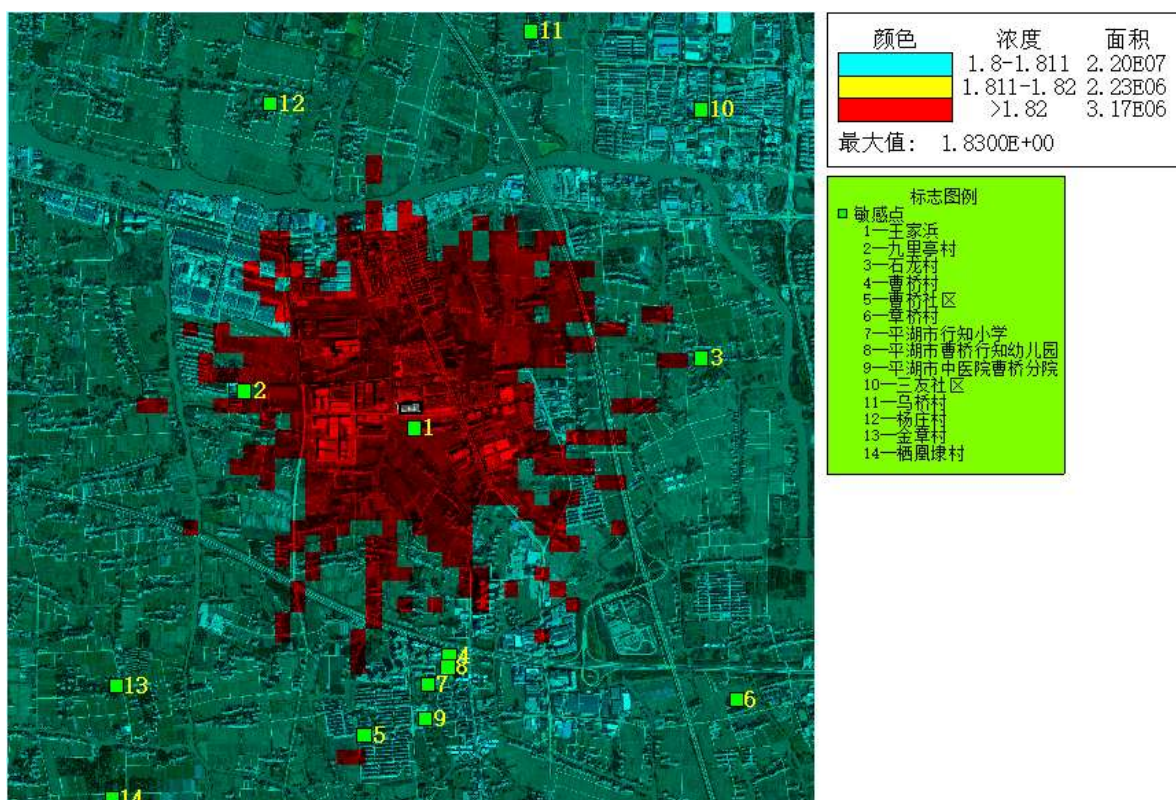 11
12
10
3
2
1
4
8
7
13
6
9
5
14
颜色 浓度 面积
1.8-1.811 2.20E07
1.811-1.82 2.23E06
>1.82 3.17E06
最大值: 1.8300E+00
标志图例
敏感点
1—王家浜
2—九里亭村
3—石龙村
4—曹桥村
5—曹桥社区
6—章桥村
7—平湖市行知小学
8—平湖市曹桥行知幼儿园
9—平湖市中医院曹桥分院
10—三友社区
11—马桥村
12—杨庄村
13—金章村
14—栖凰埭村